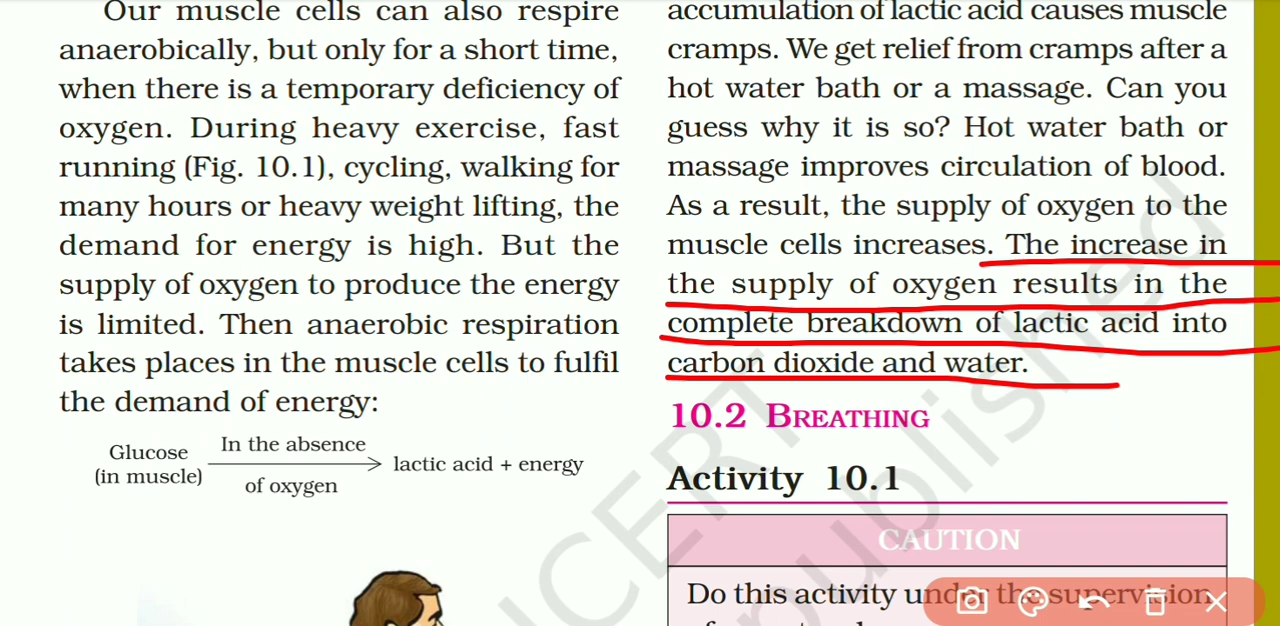 Our muscle cells can also respire
anaerobically, but only for a short time,
when there is a temporary deficiency of
oxygen. During heavy exercise, fast
running (Fig. 10.1), cycling, walking for
many hours or heavy weight lifting, the
demand for energy is high. But the
supply of oxygen to produce the energy
is limited. Then anaerobic respiration
takes places in the muscle cells to fulfil
the demand of energy:
Glucose
(in muscle)
In the absence
of oxygen
lactic acid + energy
accumulation of lactic acid causes muscle
cramps. We get relief from cramps after a
hot water bath or a massage. Can you
guess why it is so? Hot water bath or
massage improves circulation of blood.
As a result, the supply of oxygen to the
muscle cells increases. The increase in
the supply of oxygen results in the
complete breakdown of lactic acid into
carbon dioxide and water.
10.2 BREATHING
Activity 10.1
CAUTION
Do this activity under the supervision
NCERT
published